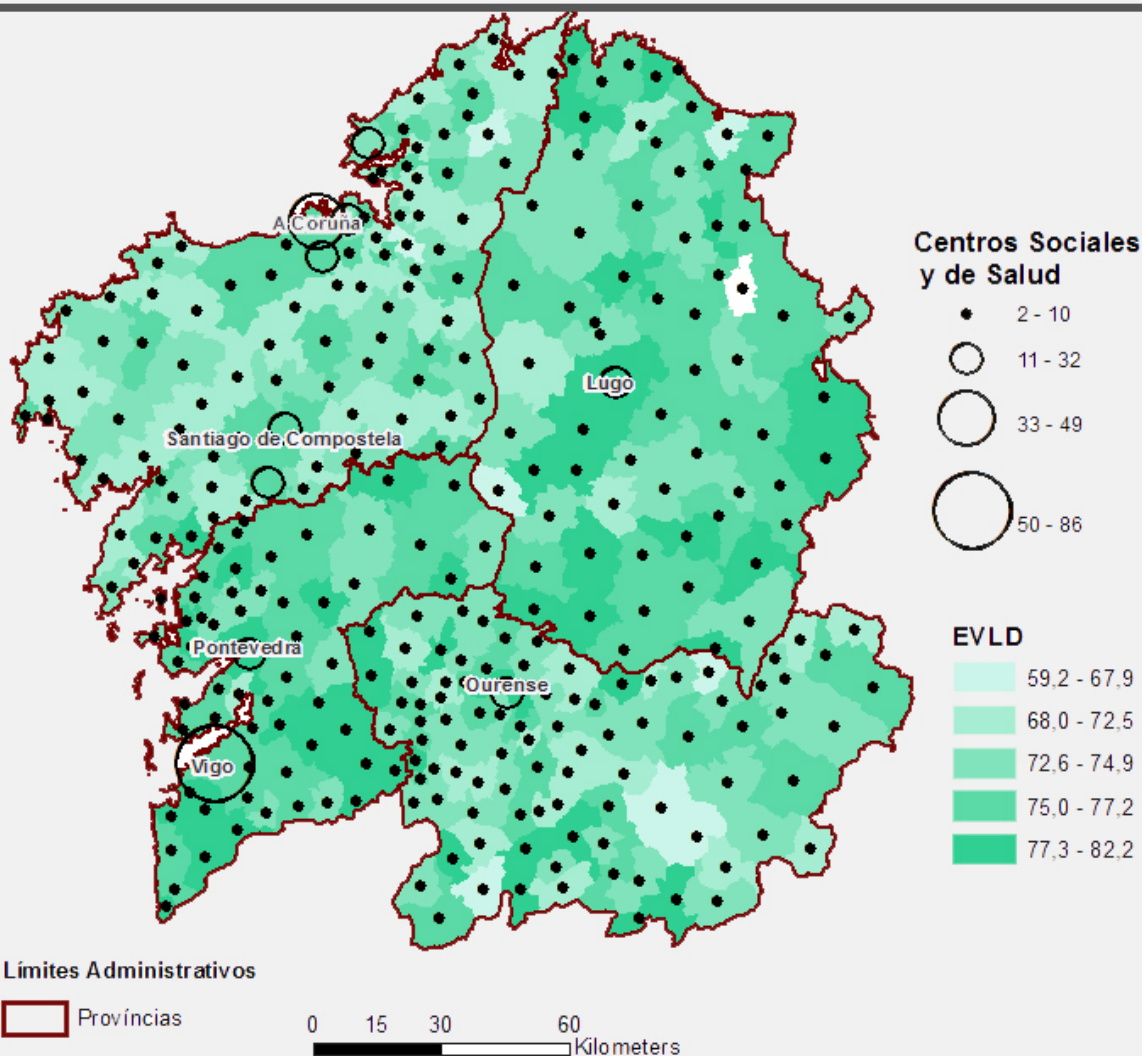 A Coruña
Lugo
Santiago de Compostela
Pontevedra
Ourense
Vigo
Centros Sociales
y de Salud
2 - 10
11 - 32
33 - 49
50 - 86
EVLD
59,2 - 67,9
68,0 - 72,5
72,6 - 74,9
75,0 - 77,2
77,3 - 82,2
Límites Administrativos
Províncias
0 15 30 60
Kilometers